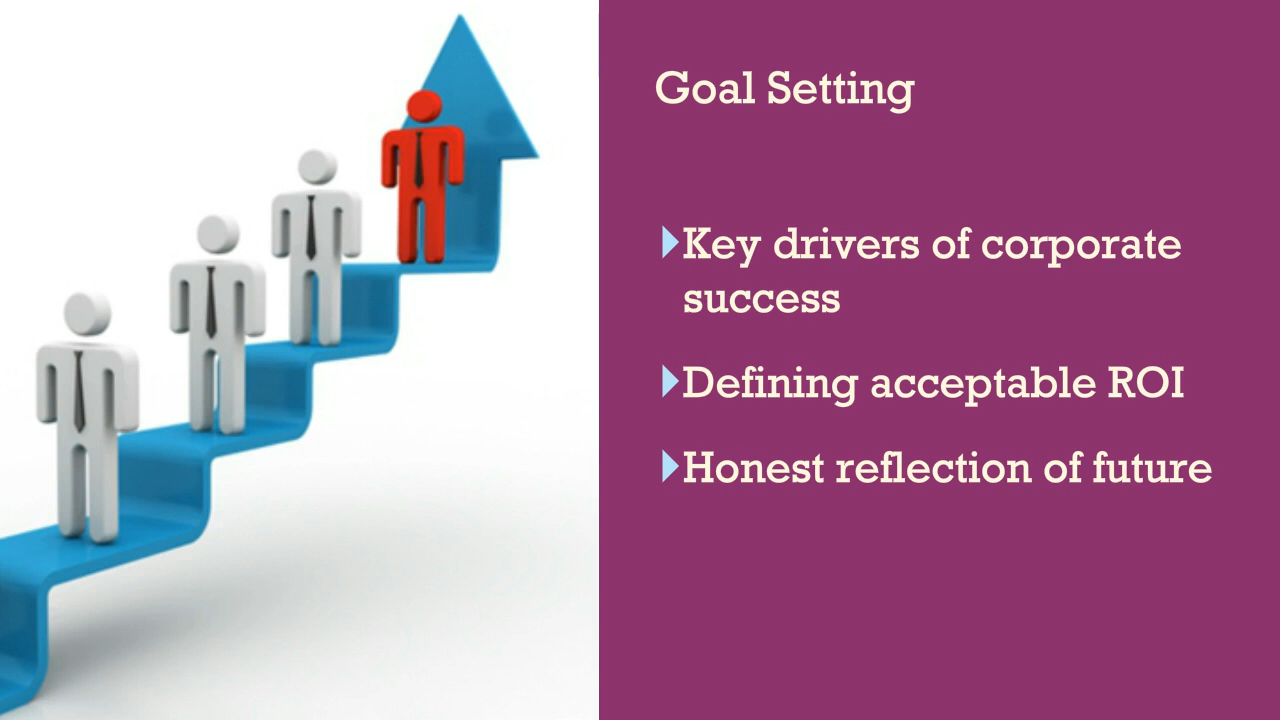 Goal Setting
Key drivers of corporate
success
Defining acceptable ROI
Honest reflection of future